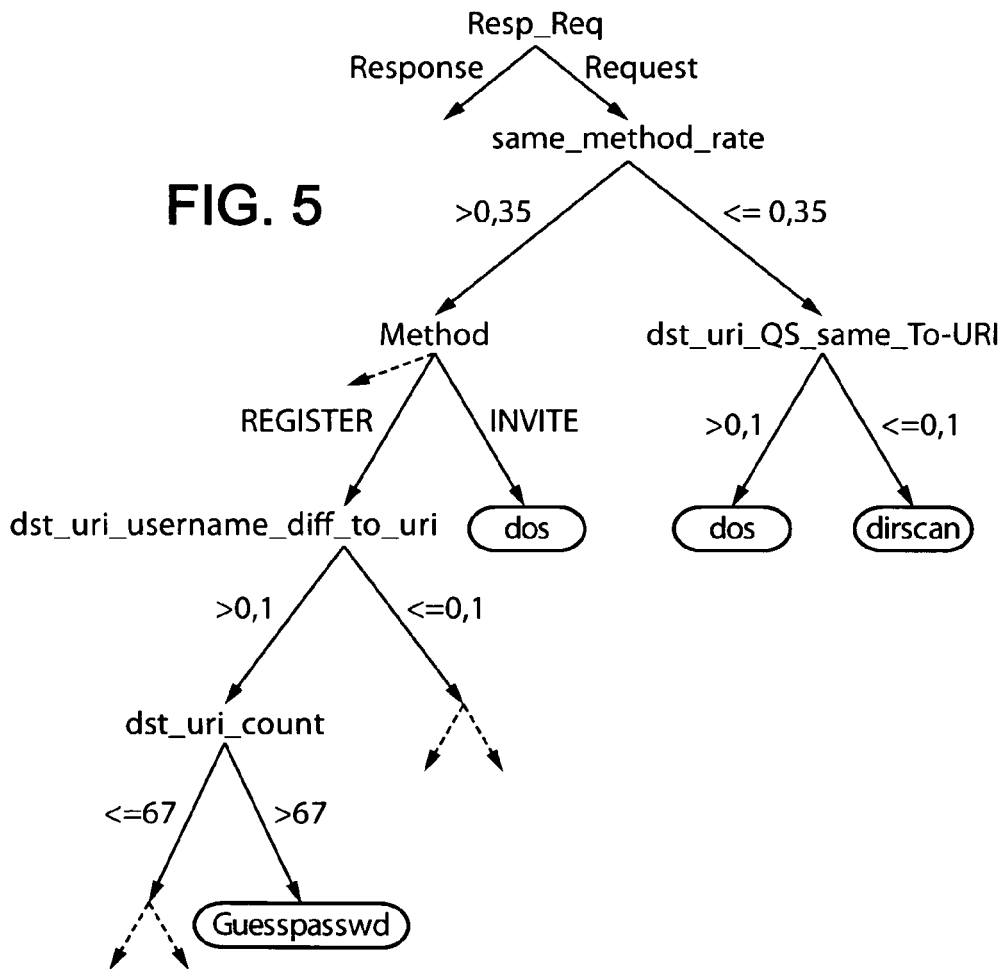 Resp_Req
Response
Request
same_method_rate
FIG. 5
>0,35
<= 0,35
Method
dst_uri_QS_same_To-URI
REGISTER
INVITE
>0,1
<=0,1
dst_uri_username_diff_to_uri
dos
dos
dirscan
>0,1
<=0,1
dst_uri_count
<=67
>67
Guesspasswd